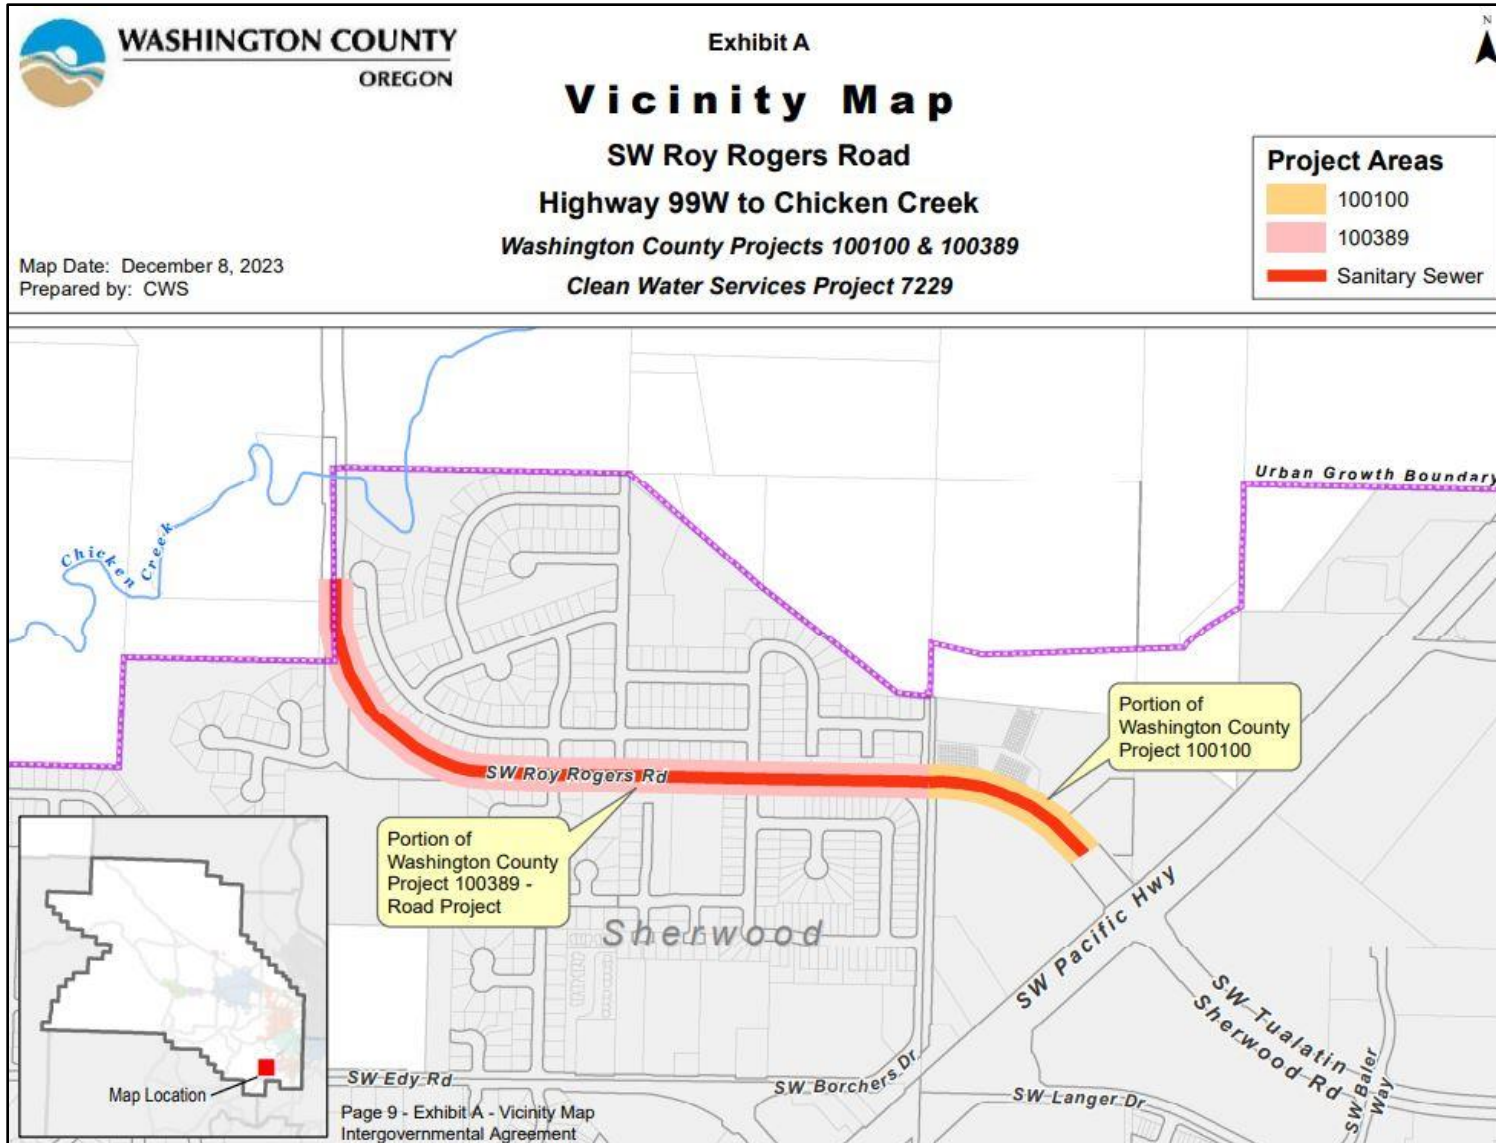 WASHINGTON COUNTY
OREGON
Exhibit A
Vicinity Map
SW Roy Rogers Road
Highway 99W to Chicken Creek
Washington County Projects 100100 & 100389
Clean Water Services Project 7229
Map Date: December 8, 2023
Prepared by: CWS
N
Project Areas
100100
100389
Sanitary Sewer
Urban Growth Boundary
Chicken Creek
Portion of
Washington County
Project 100100
SW Roy Rogers Rd
Portion of
Washington County
Project 100389 -
Road Project
Sherwood
SW Pacific Hwy
SW Tualatin
Sherwood Rd
SW Baler
Way
Map Location
SW Edy Rd
SW Borchers Dr
SW Langer Dr
Page 9 - Exhibit A - Vicinity Map
Intergovernmental Agreement